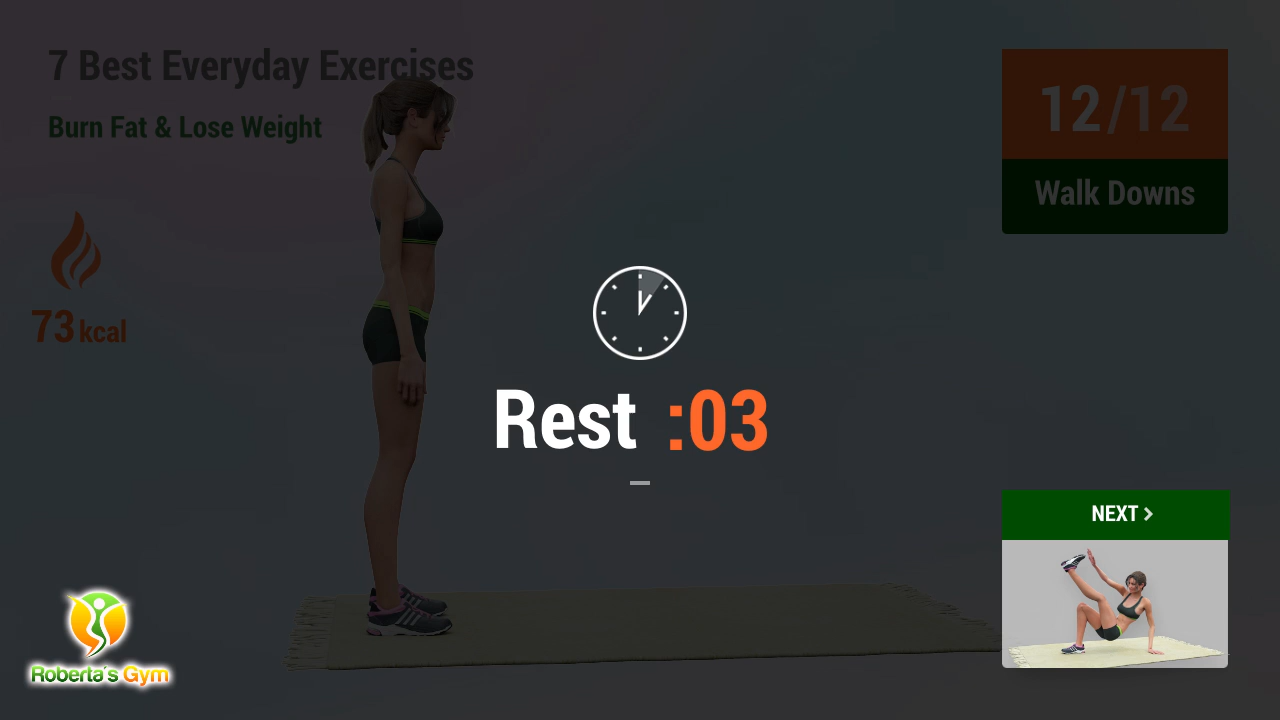 7 Best Everyday Exercises
Burn Fat & Lose Weight
12/12
Walk Downs
73 kcal
Rest :03
NEXT >
Roberta´s Gym